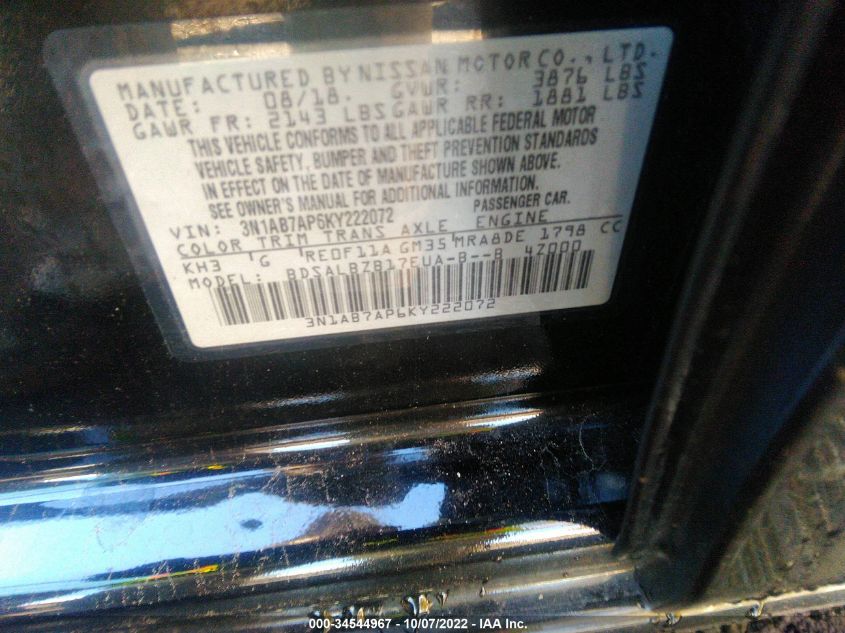 MANUFACTURED BY NISSAN MOTOR CO., LTD.
DATE: 08/18. GVWR: 3876 LBS
GAWR FR: 2143 LBS GAWR RR: 1881 LBS
THIS VEHICLE CONFORMS TO ALL APPLICABLE FEDERAL MOTOR
VEHICLE SAFETY, BUMPER AND THEFT PREVENTION STANDARDS
IN EFFECT ON THE DATE OF MANUFACTURE SHOWN ABOVE.
SEE OWNER'S MANUAL FOR ADDITIONAL INFORMATION.
VIN: 3N1AB7AP6KY222072 PASSENGER CAR.
COLOR TRIM TRANS AXLE ENGINE
KH3 G RE0F11A GM35 MRA8DE 1798 CC
MODEL: BDSALBZB17EUA-B--B 4Z000
3N1AB7AP6KY222072
000-34544967 - 10/07/2022 - IAA Inc.